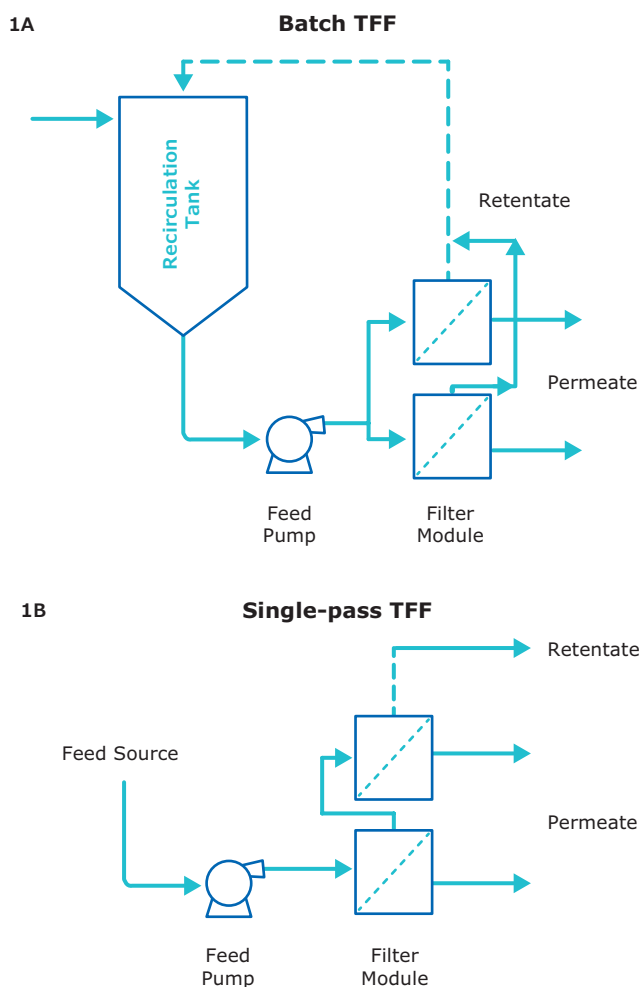 1A
Batch TFF
Recirculation
Tank
Retentate
Permeate
Feed
Pump
Filter
Module
1B
Single-pass TFF
Retentate
Feed Source
Permeate
Feed
Pump
Filter
Module